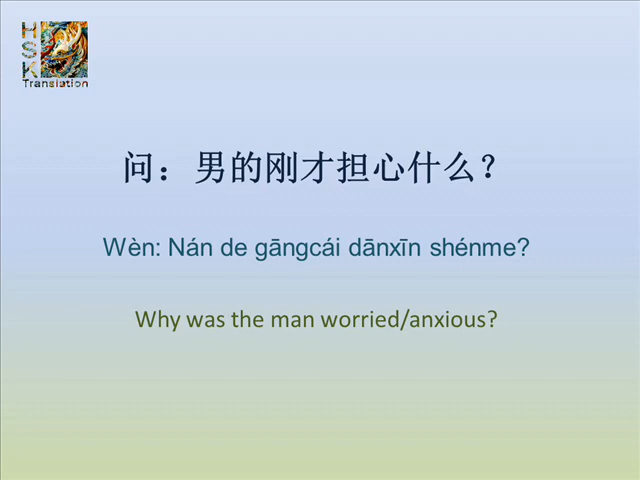 H
S
K
Translation
问：男的刚才担心什么？
Wèn: Nán de gāngcái dānxīn shénme?
Why was the man worried/anxious?